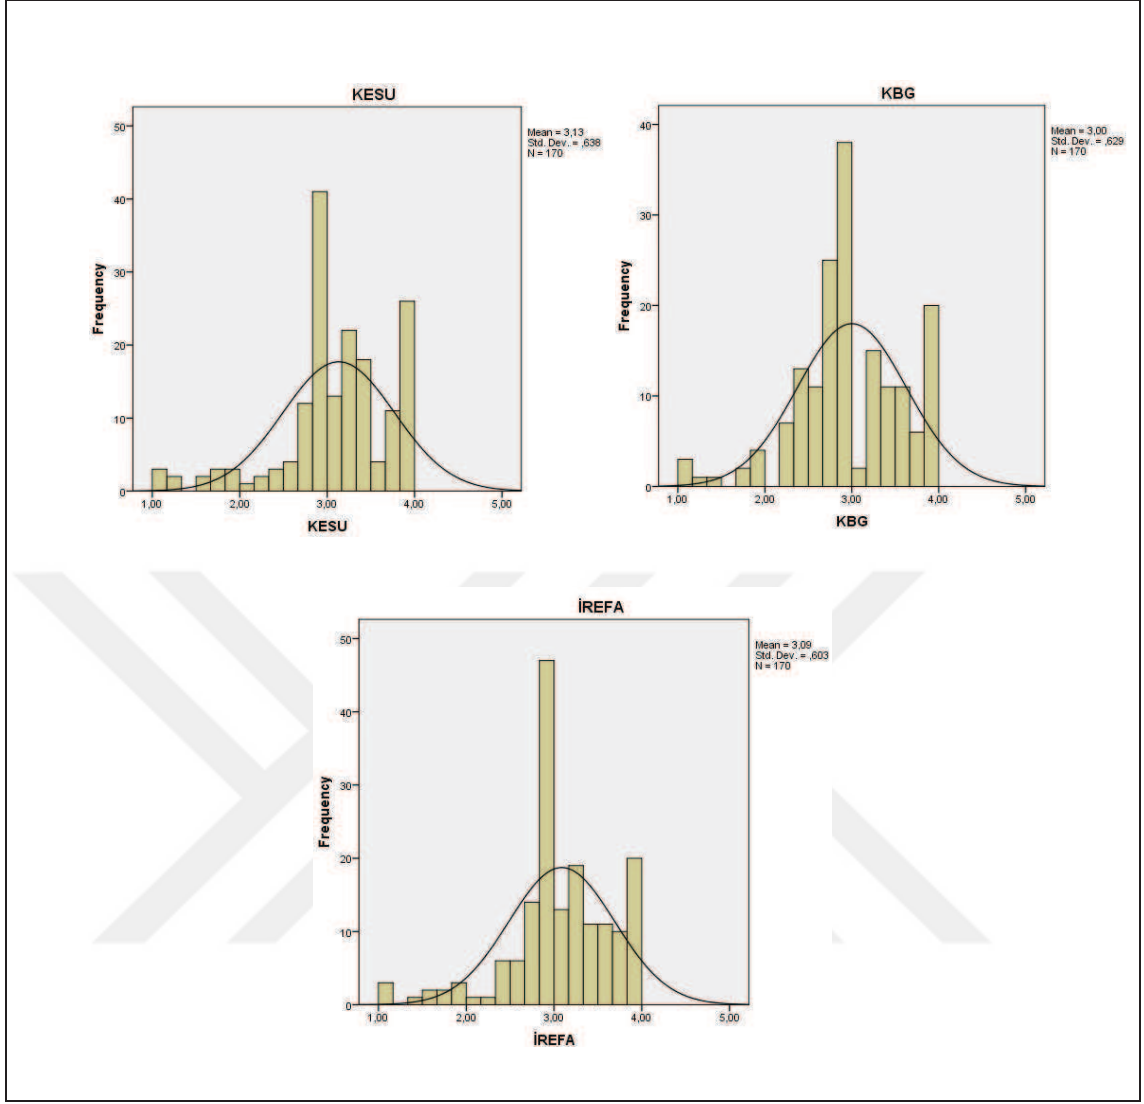 KESU
Mean = 3,13
Std. Dev. = ,638
N = 170
50
40
30
20
10
0
Frequency
1,00 2,00 3,00 4,00 5,00
KESU
KBG
Mean = 3,00
Std. Dev. = ,629
N = 170
40
30
20
10
0
Frequency
1,00 2,00 3,00 4,00 5,00
KBG
İREFA
Mean = 3,09
Std. Dev. = ,603
N = 170
50
40
30
20
10
0
Frequency
1,00 2,00 3,00 4,00 5,00
İREFA